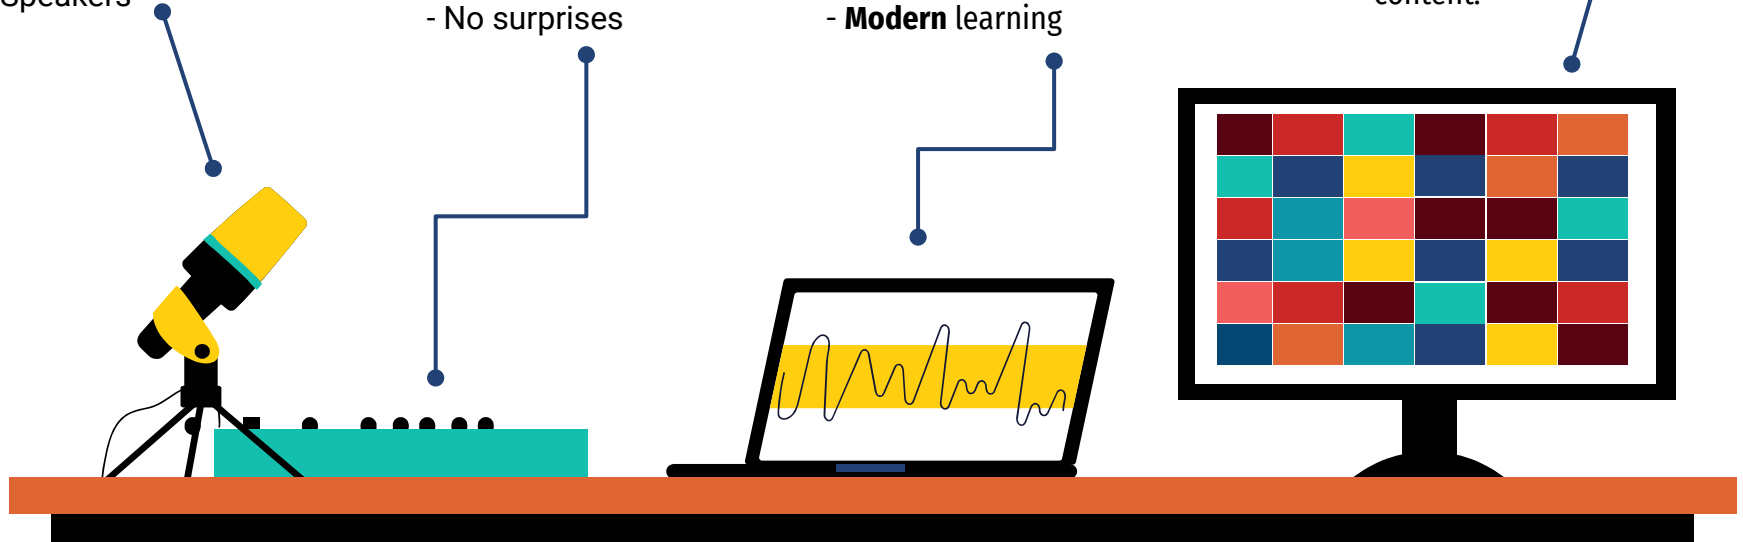 Speakers
- No surprises
- Modern learning
content.